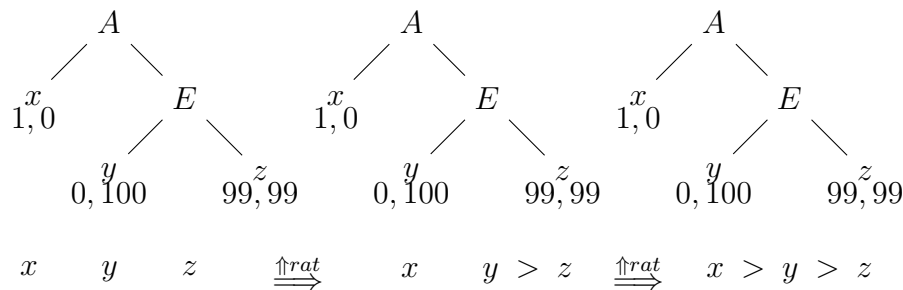 A A A
x E x E x E
1, 0 1, 0 1, 0
y z y z y z
0, 100 99, 99 0, 100 99, 99 0, 100 99, 99
x y z ⇑rat ⟹ x y > z ⇑rat ⟹ x > y > z